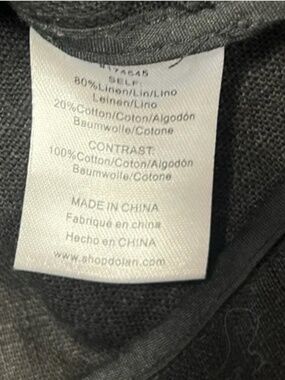 SELF:
80%Linen/Lin/Lino
Leinen/Lino
20%Cotton/Coton/Algodón
Baumwolle/Cotone
CONTRAST:
100%Cotton/Coton/Algodón
Baumwolle/Cotone
MADE IN CHINA
Fabriqué en china
Hecho en CHINA
www.shopdolan.com